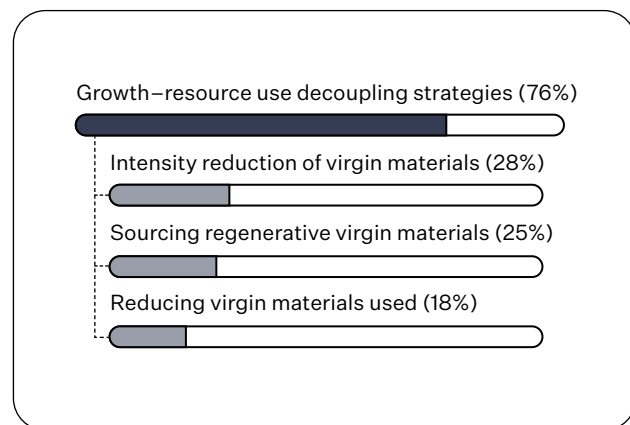 Growth–resource use decoupling strategies (76%)
Intensity reduction of virgin materials (28%)
Sourcing regenerative virgin materials (25%)
Reducing virgin materials used (18%)